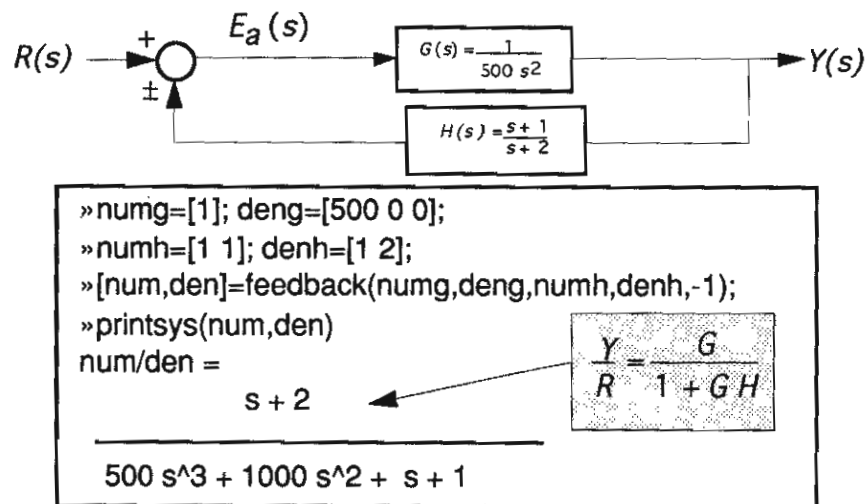 E_a(s)
R(s)
+
±
G(s) = 1 / 500 s²
Y(s)
H(s) = s + 1 / s + 2
»numg=[1]; deng=[500 0 0];
»numh=[1 1]; denh=[1 2];
»[num,den]=feedback(numg,deng,numh,denh,-1);
»printsys(num,den)
num/den =
s + 2
500 s^3 + 1000 s^2 + s + 1
Y / R = G / 1 + G H